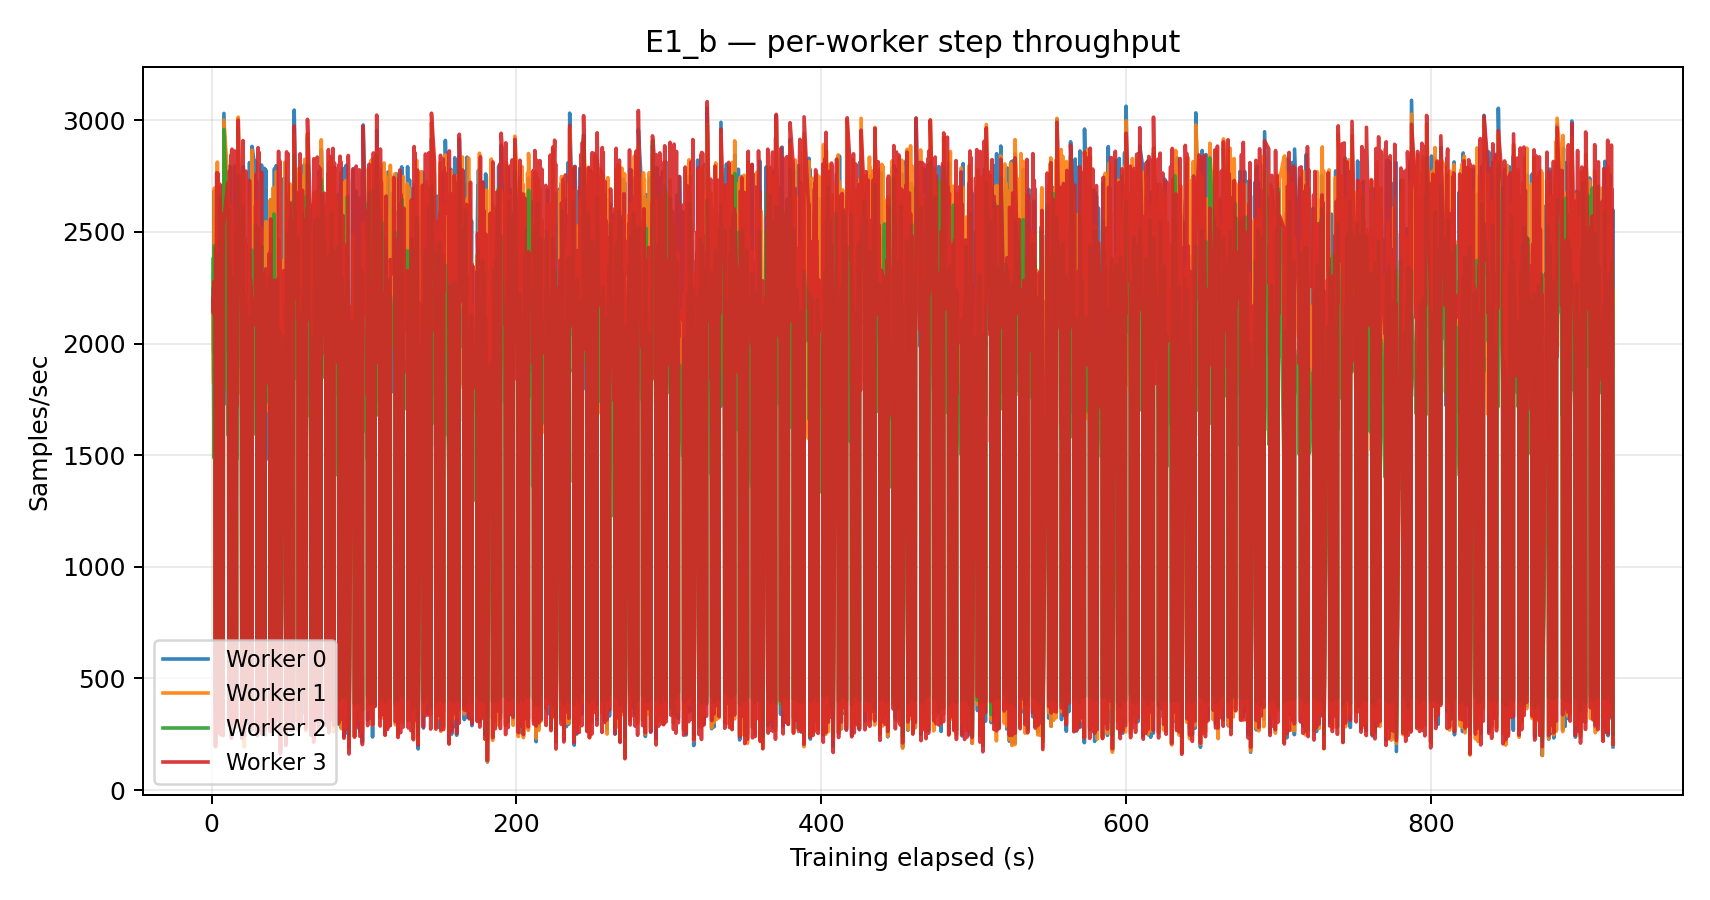 E1_b — per-worker step throughput
3000
2500
2000
1500
1000
500
0
Samples/sec
Worker 0
Worker 1
Worker 2
Worker 3
0 200 400 600 800
Training elapsed (s)